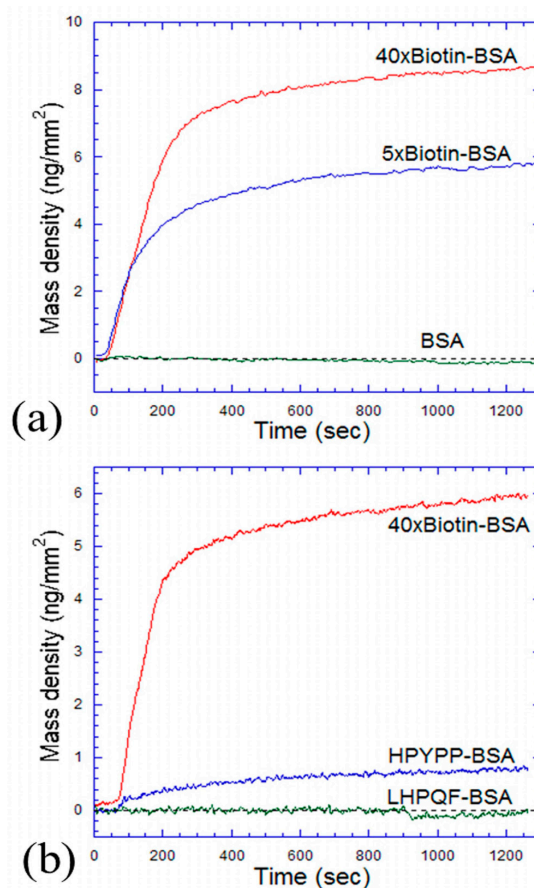 10
40xBiotin-BSA
8
6
5xBiotin-BSA
4
2
BSA
0
Mass density (ng/mm²)
0 200 400 600 800 1000 1200
(a) Time (sec)
6
40xBiotin-BSA
5
4
3
2
HPYPP-BSA
1
LHPQF-BSA
0
Mass density (ng/mm²)
0 200 400 600 800 1000 1200
(b) Time (sec)